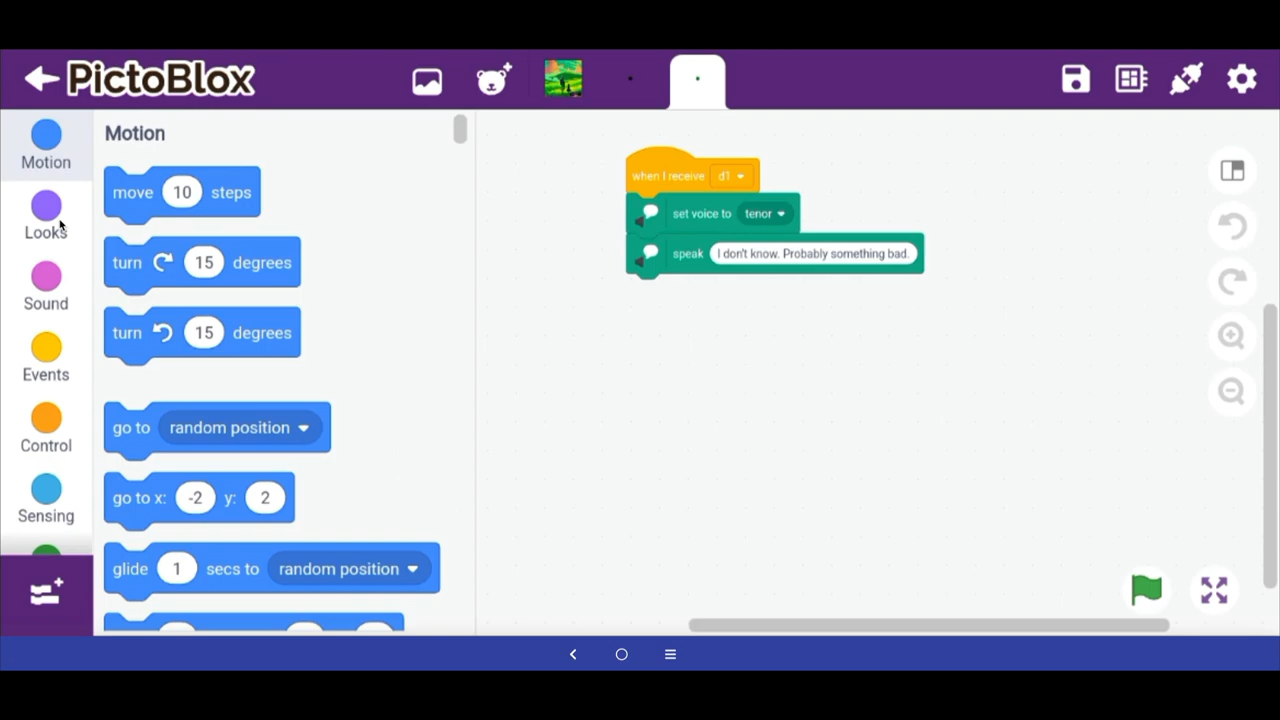 PictoBlox
Motion
Looks
Sound
Events
Control
Sensing
Motion
move 10 steps
turn 15 degrees
turn 15 degrees
go to random position
go to x: -2 y: 2
glide 1 secs to random position
when I receive d1
set voice to tenor
speak I don't know. Probably something bad.